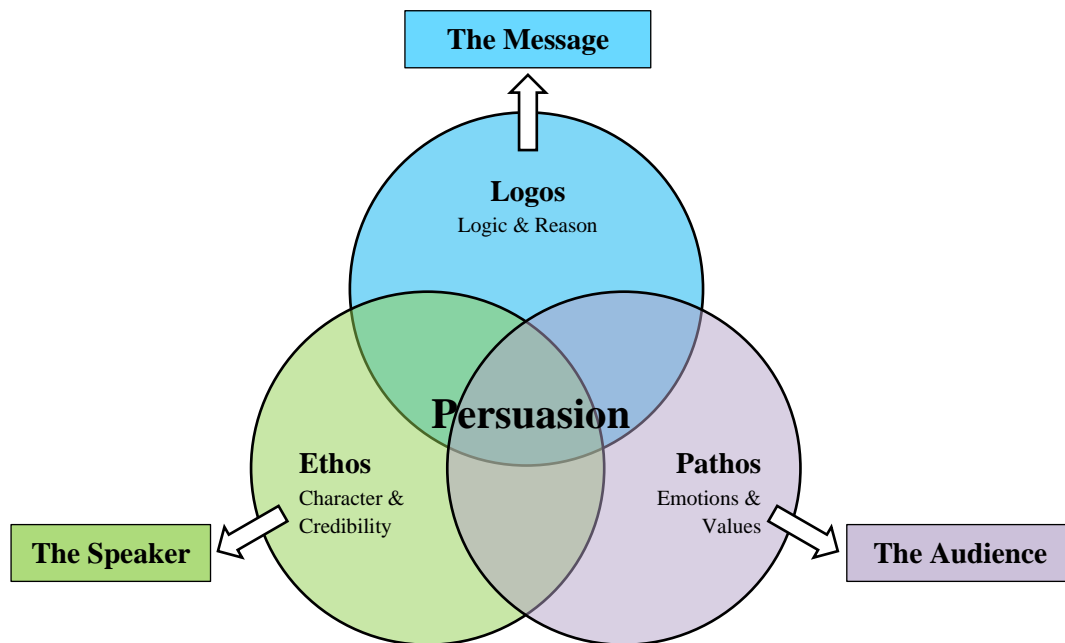 The Message
Logos
Logic & Reason
Persuasion
Ethos
Character &
Credibility
Pathos
Emotions &
Values
The Speaker
The Audience